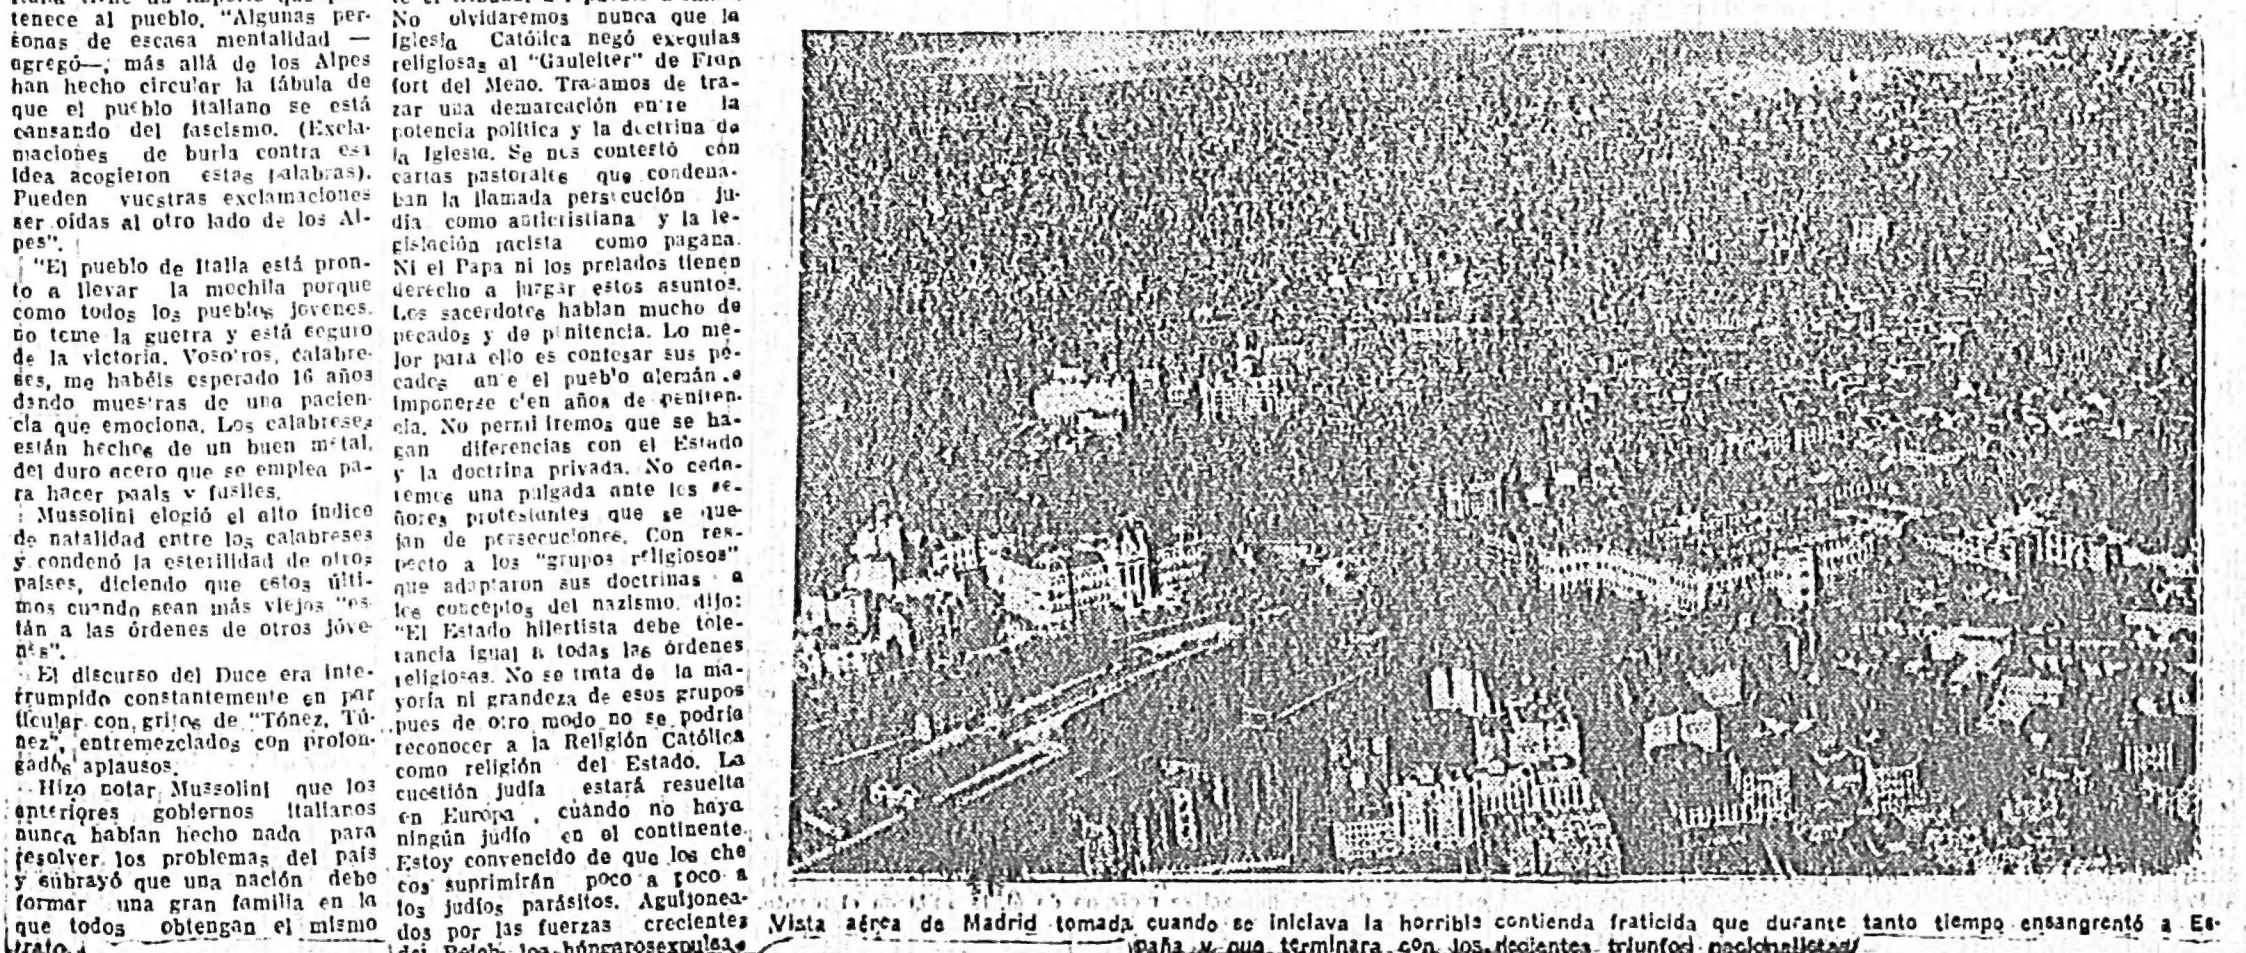 tenece al pueblo. "Algunas per-
sonas de escasa mentalidad —
agregó—, más allá de los Alpes
han hecho circular la fábula de
que el pueblo italiano se está
cansando del fascismo. (Excla-
maciones de burla contra esa
idea acogieron estas palabras).
Pueden vuestras exclamaciones
ser oídas al otro lado de los Al-
pes".
"El pueblo de Italia está pron-
to a llevar la mochila porque
como todos los pueblos jovenes.
no teme la guerra y está seguro
de la victoria. Vosotros, calabre-
ses, me habéis esperado 16 años
dando muestras de una pacien-
cia que emociona. Los calabreses
están hechos de un buen metal.
del duro acero que se emplea pa-
ra hacer paals y fusiles.
Mussolini elogió el alto índice
de natalidad entre los calabreses
y condenó la esterilidad de otros
países, diciendo que estos últi-
mos cuando sean más viejos "es-
tán a las órdenes de otros jóve-
nes".
El discurso del Duce era inte-
rrumpido constantemente en par
ticular con gritos de "Túnez, Tú-
nez", entremezclados con prolon-
gados aplausos.
Hizo notar Mussolini que los
anteriores gobiernos italianos
nunca habían hecho nada para
resolver los problemas del país
y subrayó que una nación debe
formar una gran familia en la
que todos obtengan el mismo
trato.
No olvidaremos nunca que la
Iglesia Católica negó exequias
religiosas al "Gauleiter" de Fran
fort del Meno. Tratamos de tra-
zar una demarcación entre la
potencia política y la doctrina de
la Iglesia. Se nos contestó con
cartas pastorales que condena-
ban la llamada persecución ju-
día como anticristiana y la le-
gislación racista como pagana.
Ni el Papa ni los prelados tienen
derecho a juzgar estos asuntos.
Los sacerdotes hablan mucho de
pecados y de penitencia. Lo me-
jor para ello es confesar sus pe-
cados ante el pueblo alemán e
imponerse cien años de peniten-
cia. No permitiremos que se ha-
gan diferencias con el Estado
y la doctrina privada. No cede-
remos una pulgada ante los se-
ñores protestantes que se que-
jan de persecuciones. Con res-
pecto a los "grupos religiosos"
que adaptaron sus doctrinas a
los conceptos del nazismo, dijo:
"El Estado hilertista debe tole-
rancia igual a todas las órdenes
religiosas. No se trata de la ma-
yoría ni grandeza de esos grupos
pues de otro modo no se podría
reconocer a la Religión Católica
como religión del Estado. La
cuestión judía estará resuelta
en Europa , cuando no haya
ningún judío en el continente.
Estoy convencido de que los che
cos suprimirán poco a poco a
los judíos parásitos. Aguijonea-
dos por las fuerzas crecientes
del Reich, los húngaros
Vista aérea de Madrid tomada cuando se iniciava la horrible contienda fraticida que durante tanto tiempo ensangrentó a Es-
paña y que terminara con los recientes triunfos nacionalistas